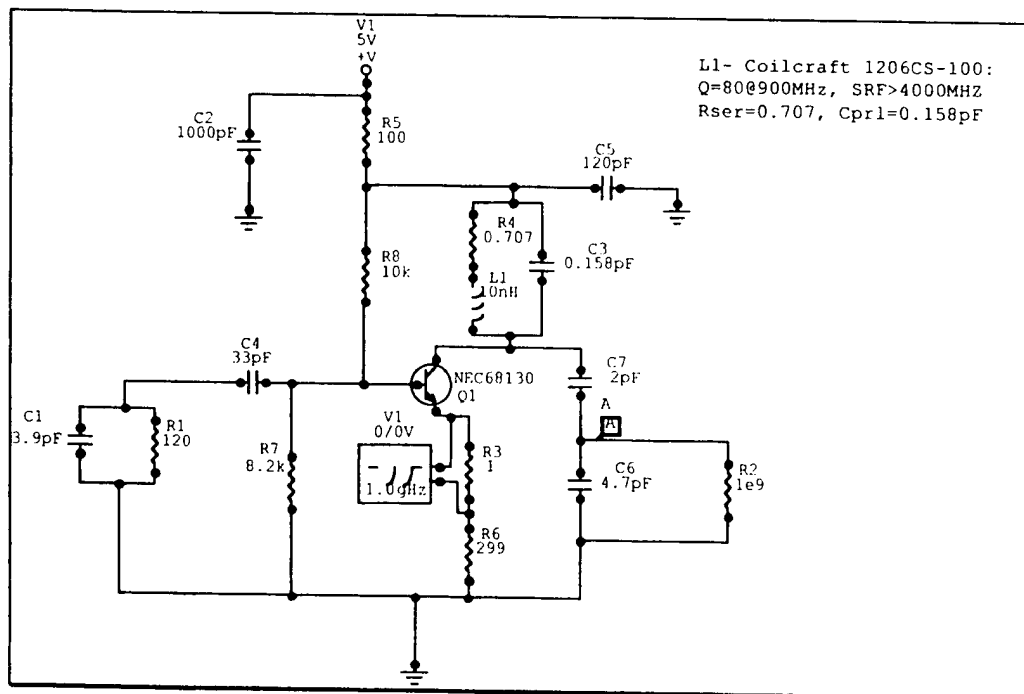 V1
5V
+V
L1- Coilcraft 1206CS-100:
Q=80@900MHz, SRF>4000MHZ
Rser=0.707, Cprl=0.158pF
C2
1000pF
R5
100
C5
120pF
R4
0.707
C3
0.158pF
R8
10k
L1
10nH
C4
33pF
NEC68130
Q1
C7
2pF
A
A
C1
3.9pF
R1
120
V1
0/0V
R7
8.2k
R3
1
1.0gHz
C6
4.7pF
R2
1e9
R6
299